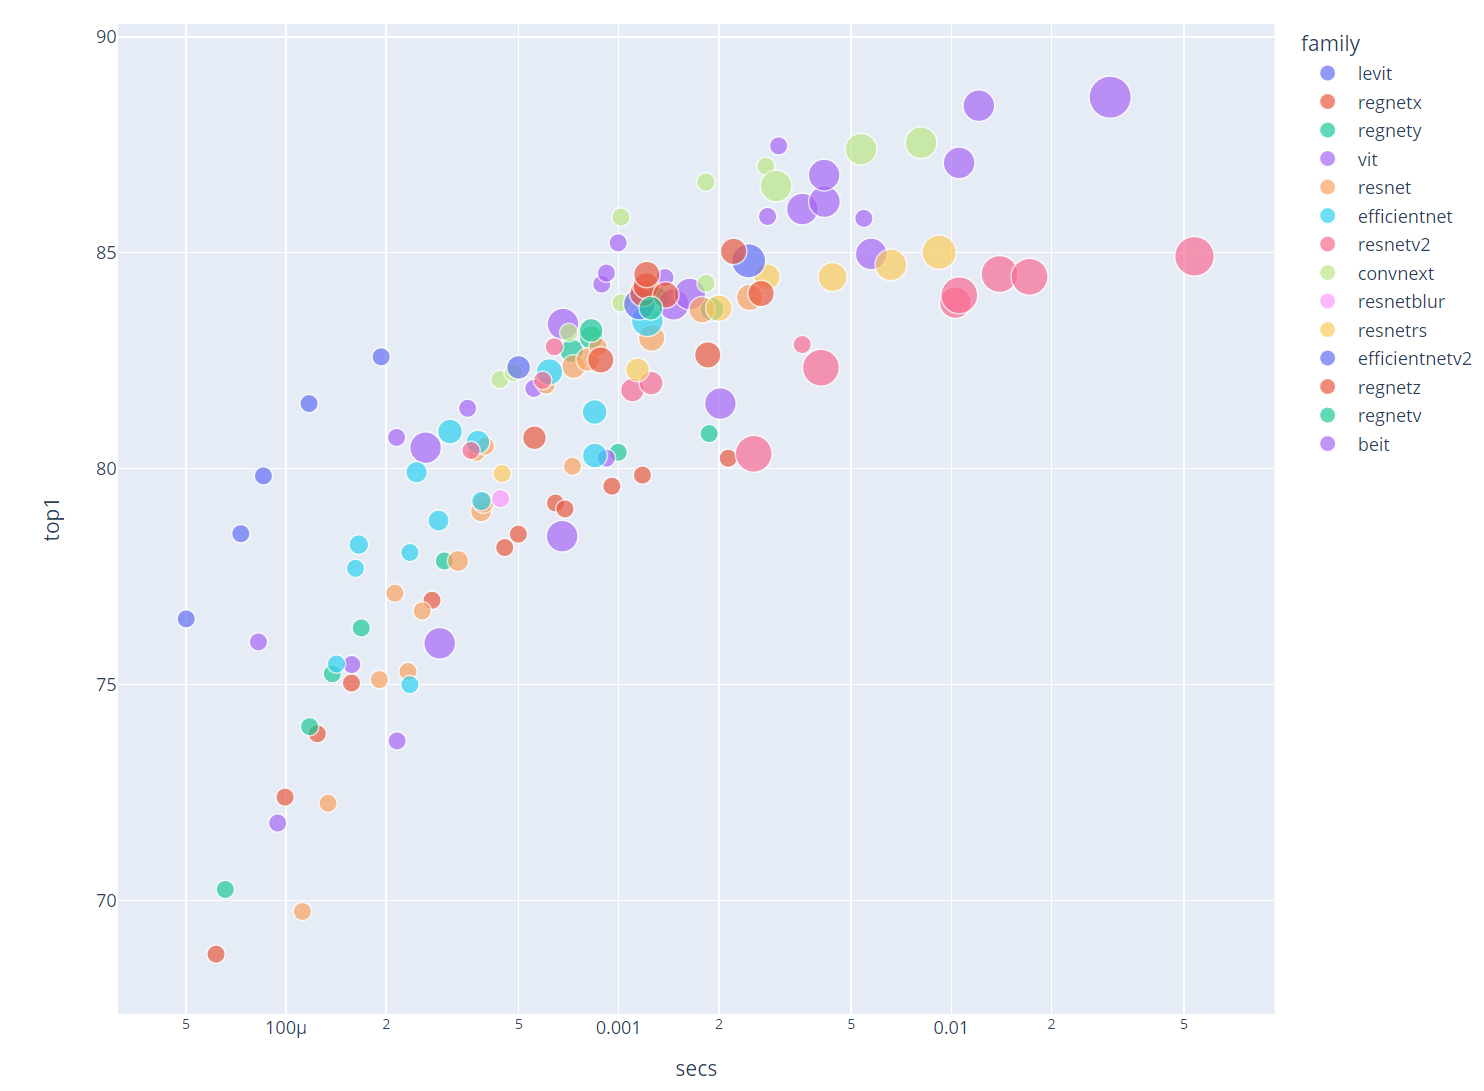 90
85
80
75
70
top1
5
100μ
2
5
0.001
2
5
0.01
2
5
secs
family
levit
regnetx
regnety
vit
resnet
efficientnet
resnetv2
convnext
resnetblur
resnetrs
efficientnetv2
regnetz
regnetv
beit